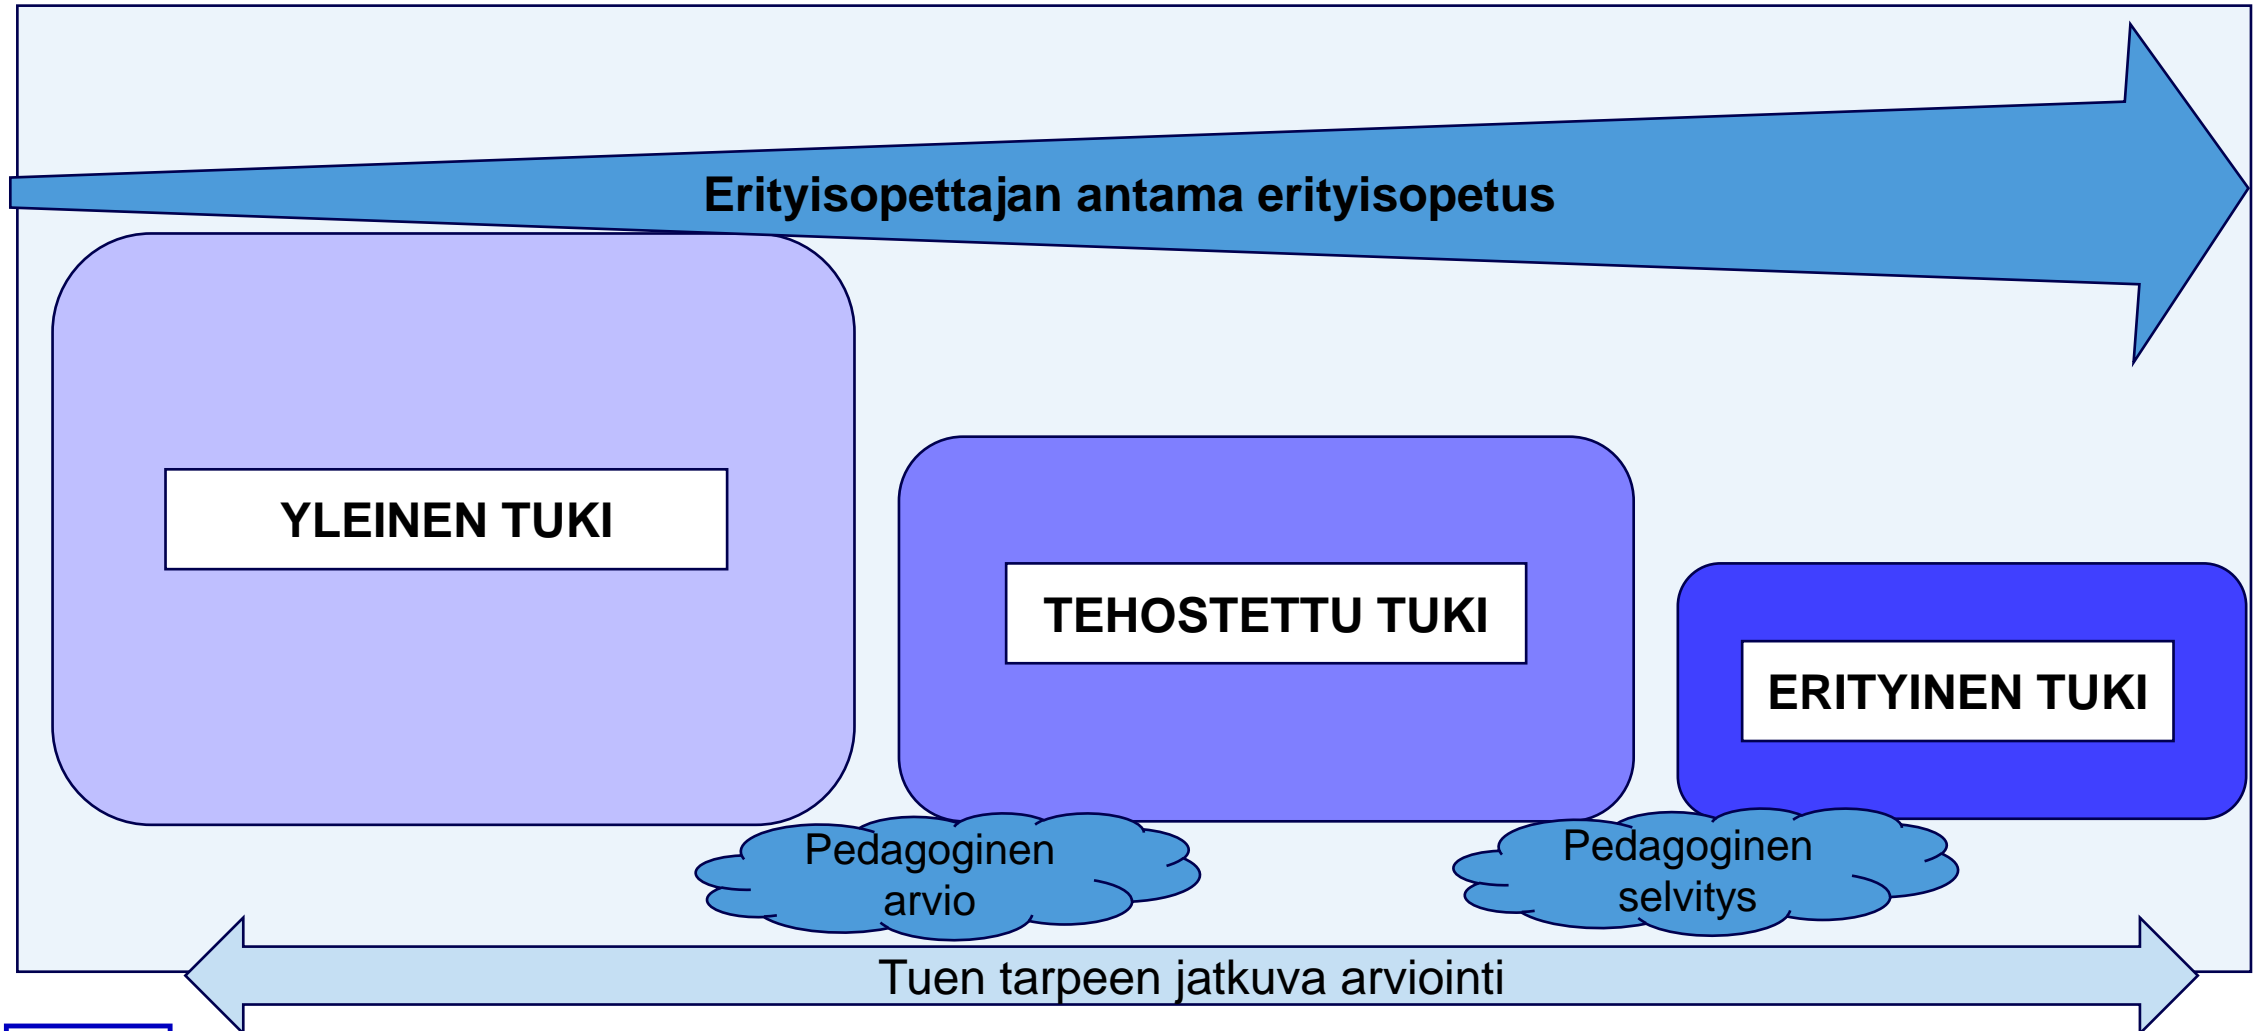 Erityisopettajan antama erityisopetus
YLEINEN TUKI
TEHOSTETTU TUKI
ERITYINEN TUKI
Pedagoginen
arvio
Pedagoginen
selvitys
Tuen tarpeen jatkuva arviointi